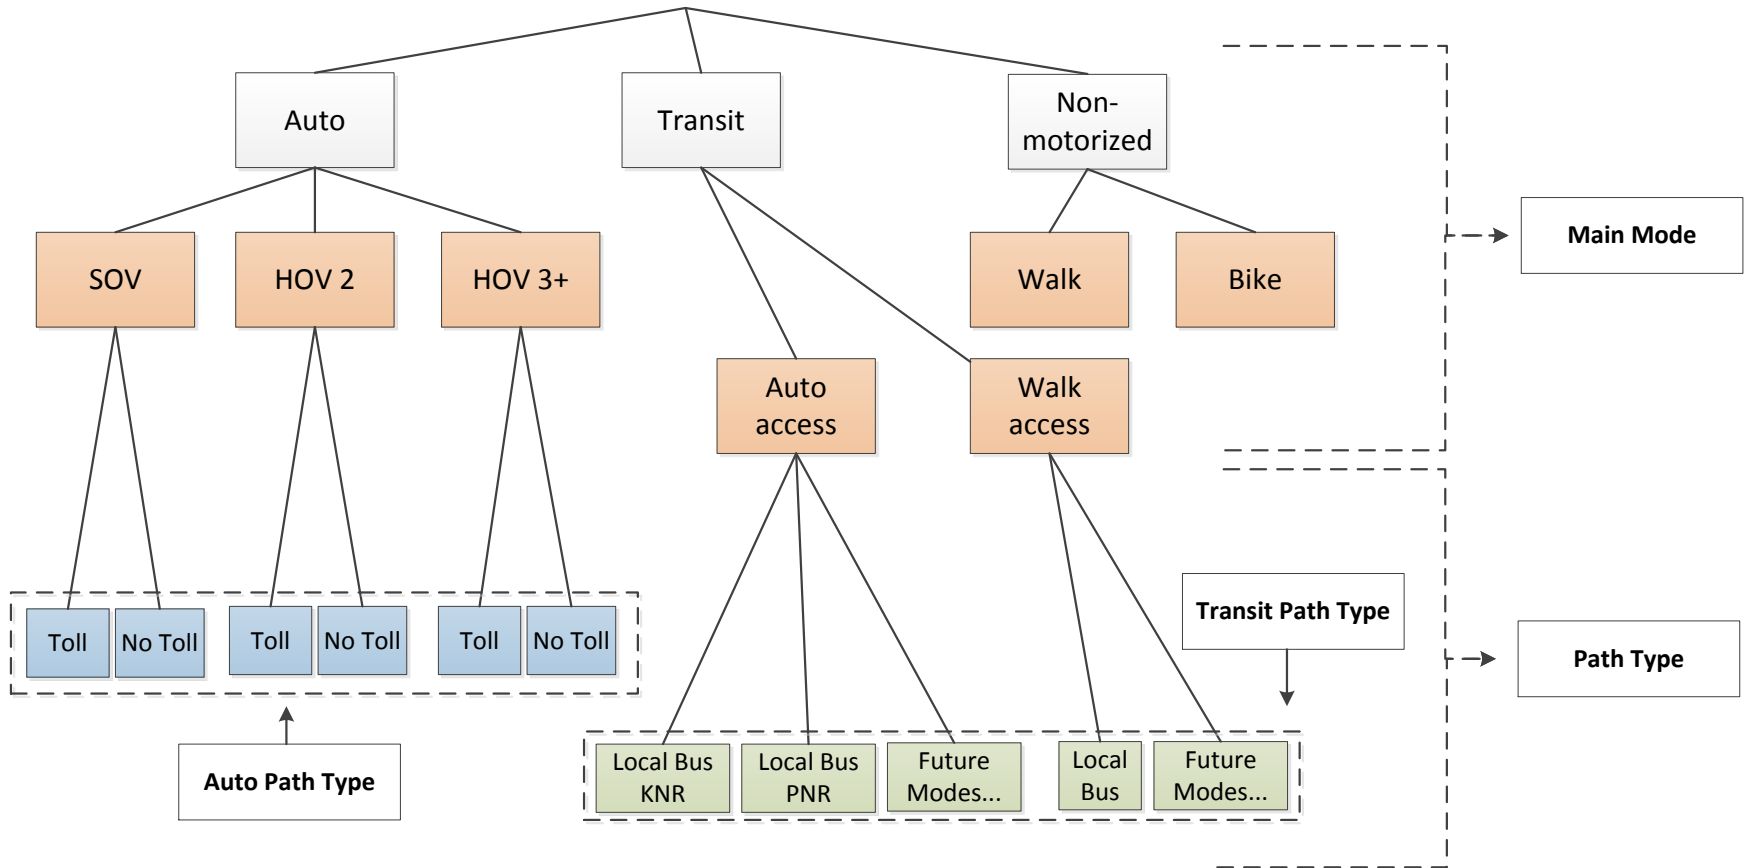 Auto
Transit
Non-
motorized
Main Mode
SOV
HOV 2
HOV 3+
Walk
Bike
Auto
access
Walk
access
Toll
No Toll
Toll
No Toll
Toll
No Toll
Transit Path Type
Path Type
Auto Path Type
Local Bus
KNR
Local Bus
PNR
Future
Modes...
Local
Bus
Future
Modes...